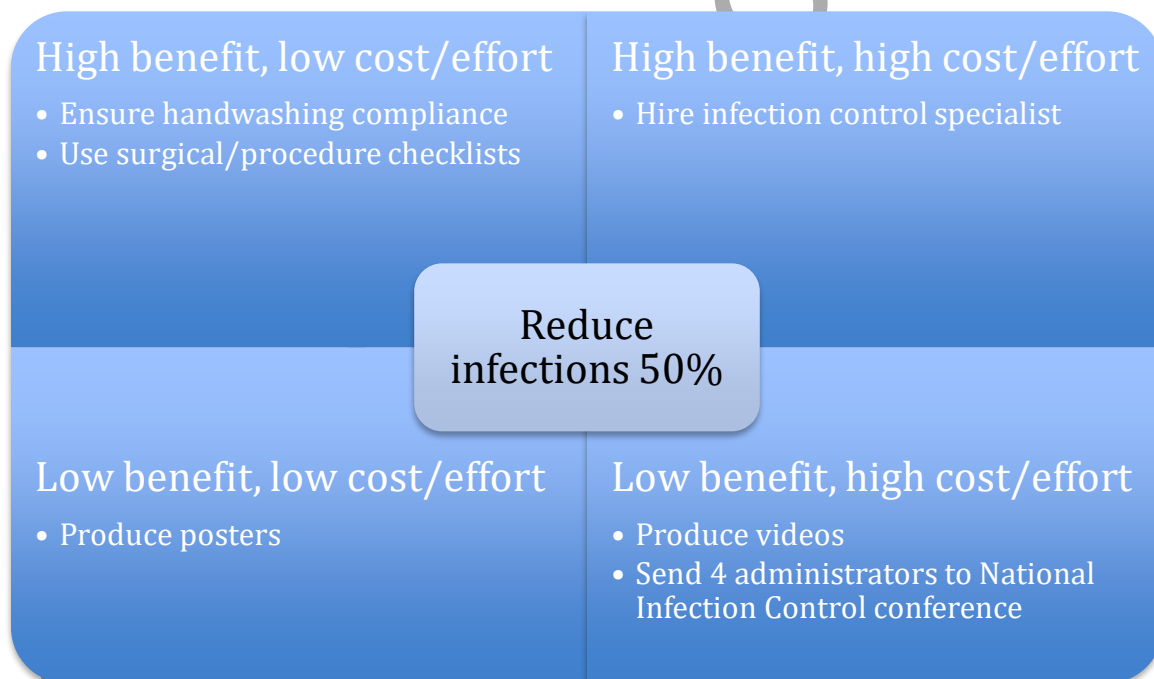 High benefit, low cost/effort
• Ensure handwashing compliance
• Use surgical/procedure checklists
High benefit, high cost/effort
• Hire infection control specialist
Reduce
infections 50%
Low benefit, low cost/effort
• Produce posters
Low benefit, high cost/effort
• Produce videos
• Send 4 administrators to National
Infection Control conference